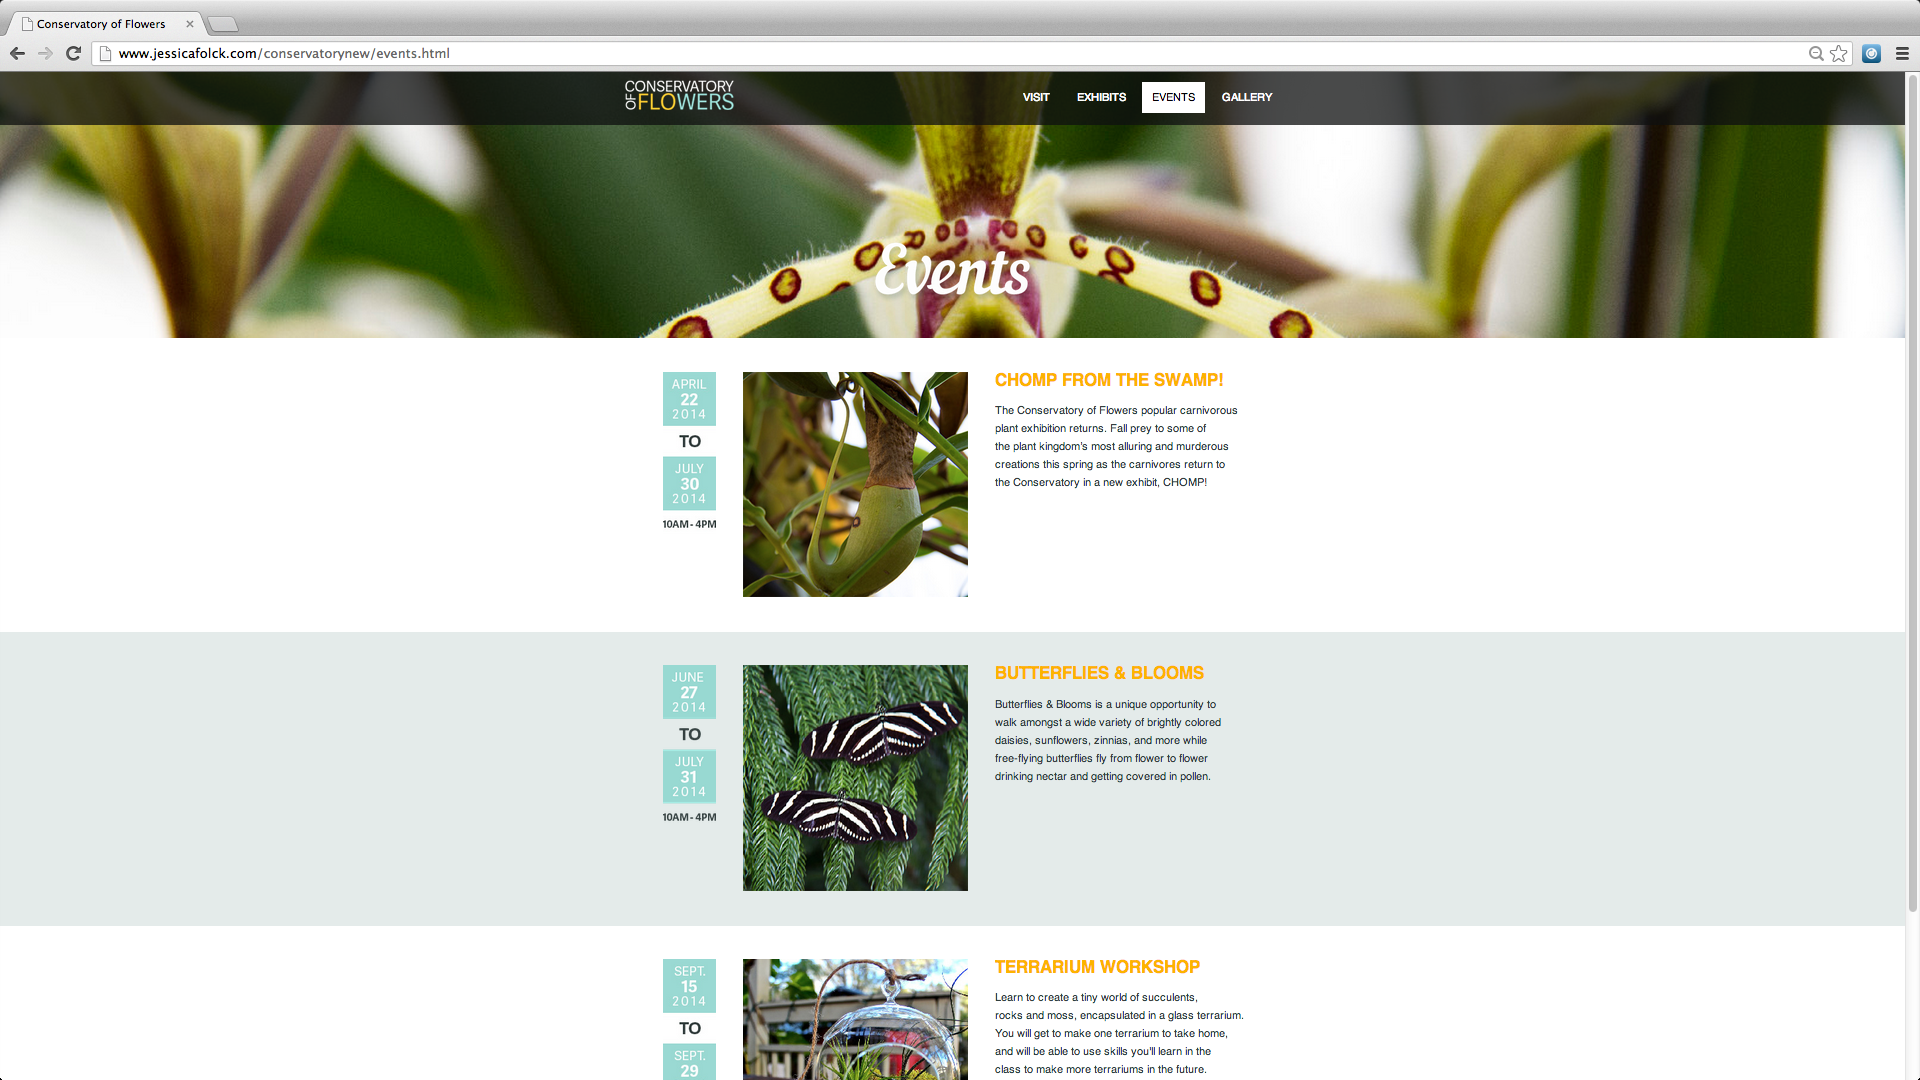 Conservatory of Flowers
www.jessicafolck.com/conservatorynew/events.html
CONSERVATORY
OF FLOWERS
VISIT EXHIBITS EVENTS GALLERY
Events
APRIL
22
2014
TO
JULY
30
2014
10AM - 4PM
CHOMP FROM THE SWAMP!
The Conservatory of Flowers popular carnivorous
plant exhibition returns. Fall prey to some of
the plant kingdom's most alluring and murderous
creations this spring as the carnivores return to
the Conservatory in a new exhibit, CHOMP!
JUNE
27
2014
TO
JULY
31
2014
10AM - 4PM
BUTTERFLIES & BLOOMS
Butterflies & Blooms is a unique opportunity to
walk amongst a wide variety of brightly colored
daisies, sunflowers, zinnias, and more while
free-flying butterflies fly from flower to flower
drinking nectar and getting covered in pollen.
SEPT.
15
2014
TO
SEPT.
29
TERRARIUM WORKSHOP
Learn to create a tiny world of succulents,
rocks and moss, encapsulated in a glass terrarium.
You will get to make one terrarium to take home,
and will be able to use skills you'll learn in the
class to make more terrariums in the future.